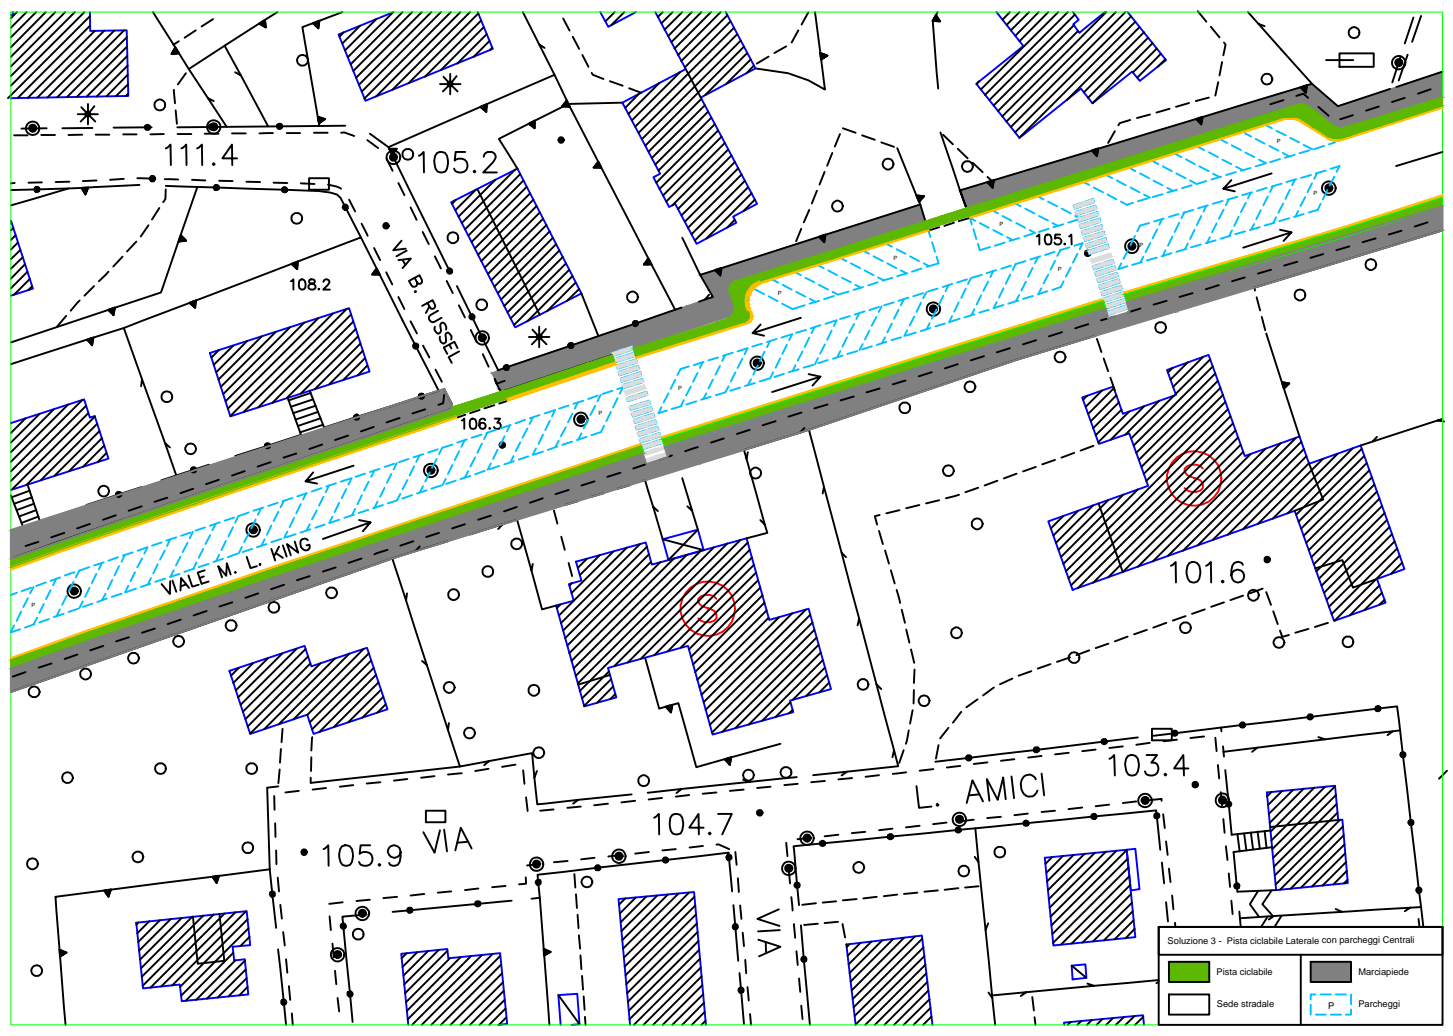 111.4
105.2
VIA B. RUSSEL
108.2
105.1
106.3
P
P
P
P
P
P
P
P
P
VIALE M. L. KING
S
S
101.6
103.4
L. AMICI
104.7
VIA
105.9
VIA
Soluzione 3 - Pista ciclabile Laterale con parcheggi Centrali
Pista ciclabile
Marciapiede
Sede stradale
P
Parcheggi